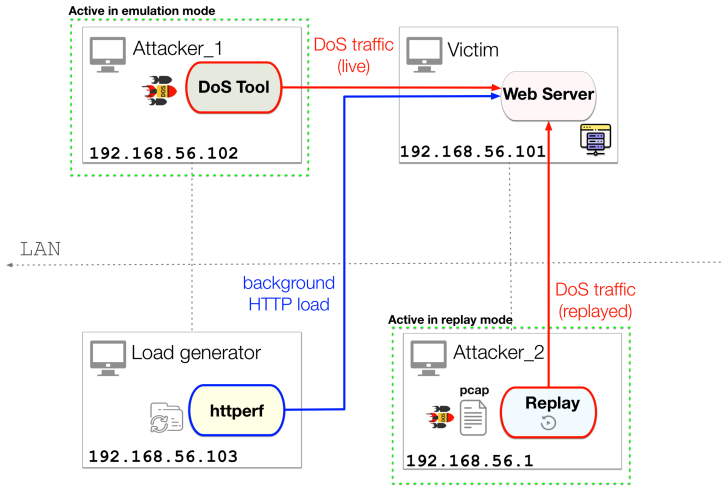 Active in emulation mode
Attacker_1
DoS Tool
DOS
192.168.56.102
DoS traffic
(live)
Victim
Web Server
192.168.56.101
LAN
background
HTTP load
DoS traffic
(replayed)
Load generator
httperf
192.168.56.103
Active in replay mode
Attacker_2
pcap
DOS
Replay
192.168.56.1